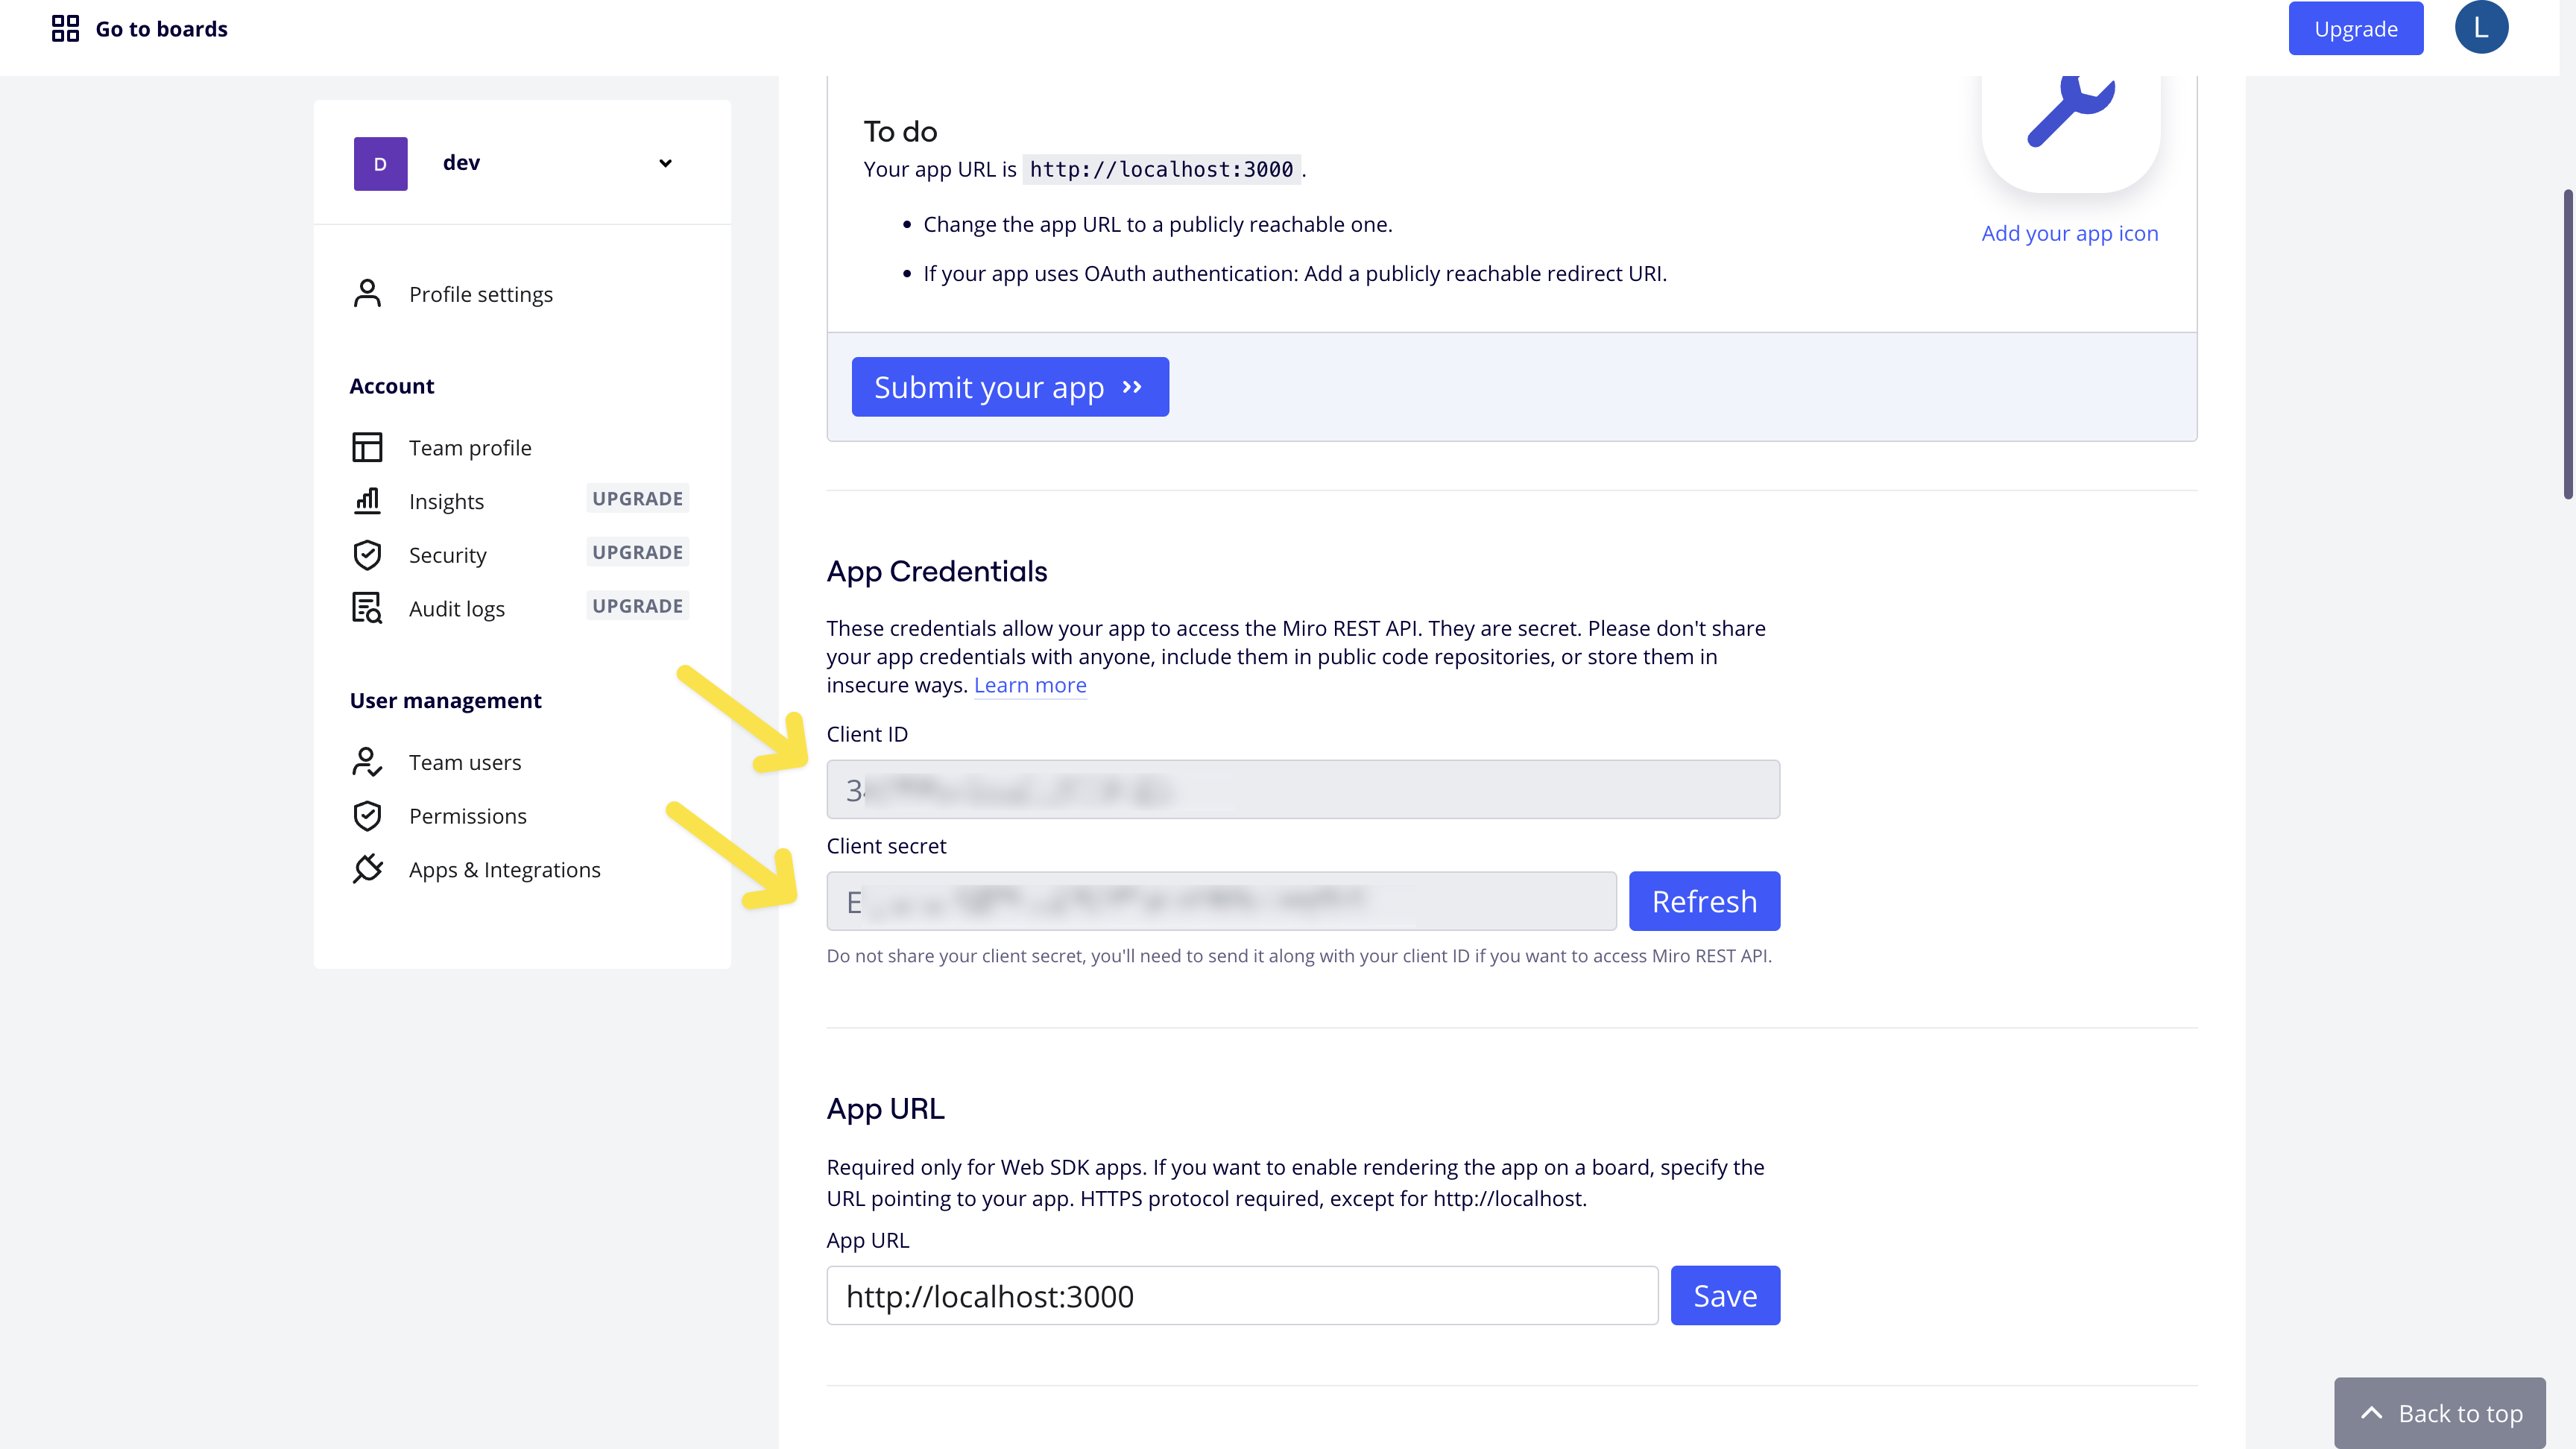 Go to boards
Upgrade
L
D
dev
Profile settings
Account
Team profile
Insights
UPGRADE
Security
UPGRADE
Audit logs
UPGRADE
User management
Team users
Permissions
Apps & Integrations
To do
Your app URL is http://localhost:3000.
• Change the app URL to a publicly reachable one.
• If your app uses OAuth authentication: Add a publicly reachable redirect URI.
Add your app icon
Submit your app
App Credentials
These credentials allow your app to access the Miro REST API. They are secret. Please don't share
your app credentials with anyone, include them in public code repositories, or store them in
insecure ways. Learn more
Client ID
3
Client secret
E
Refresh
Do not share your client secret, you'll need to send it along with your client ID if you want to access Miro REST API.
App URL
Required only for Web SDK apps. If you want to enable rendering the app on a board, specify the
URL pointing to your app. HTTPS protocol required, except for http://localhost.
App URL
http://localhost:3000
Save
Back to top